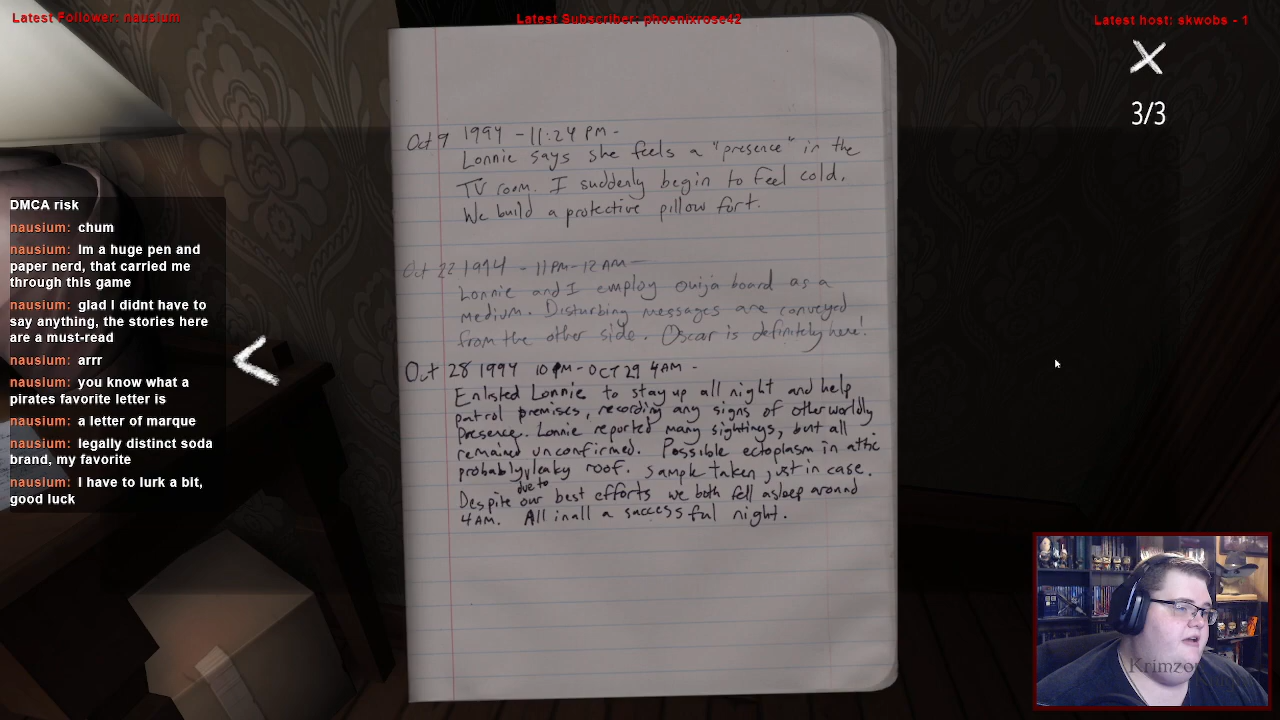 Latest Follower: nausium
Latest Subscriber: phoenixrose42
Latest host: skwobs - 1
3/3
DMCA risk
nausium: chum
nausium: Im a huge pen and
paper nerd, that carried me
through this game
nausium: glad I didnt have to
say anything, the stories here
are a must-read
nausium: arrr
nausium: you know what a
pirates favorite letter is
nausium: a letter of marque
nausium: legally distinct soda
brand, my favorite
nausium: I have to lurk a bit,
good luck
Oct 9 1994 - 11:24 PM -
Lonnie says she feels a "presence" in the
TV room. I suddenly begin to feel cold.
We build a protective pillow fort.
Oct 22 1994 - 11PM-12AM -
Lonnie and I employ ouija board as a
medium. Disturbing messages are conveyed
from the other side. Oscar is definitely here!
Oct 28 1994 10PM-OCT 29 4AM -
Enlisted Lonnie to stay up all night and help
patrol premises, recording any signs of otherworldly
presence. Lonnie reported many sightings, but all
remained unconfirmed. Possible ectoplasm in attic
probably due to leaky roof. Sample taken just in case.
Despite our best efforts we both fell asleep around
4AM. All in all a successful night.
Krimzon